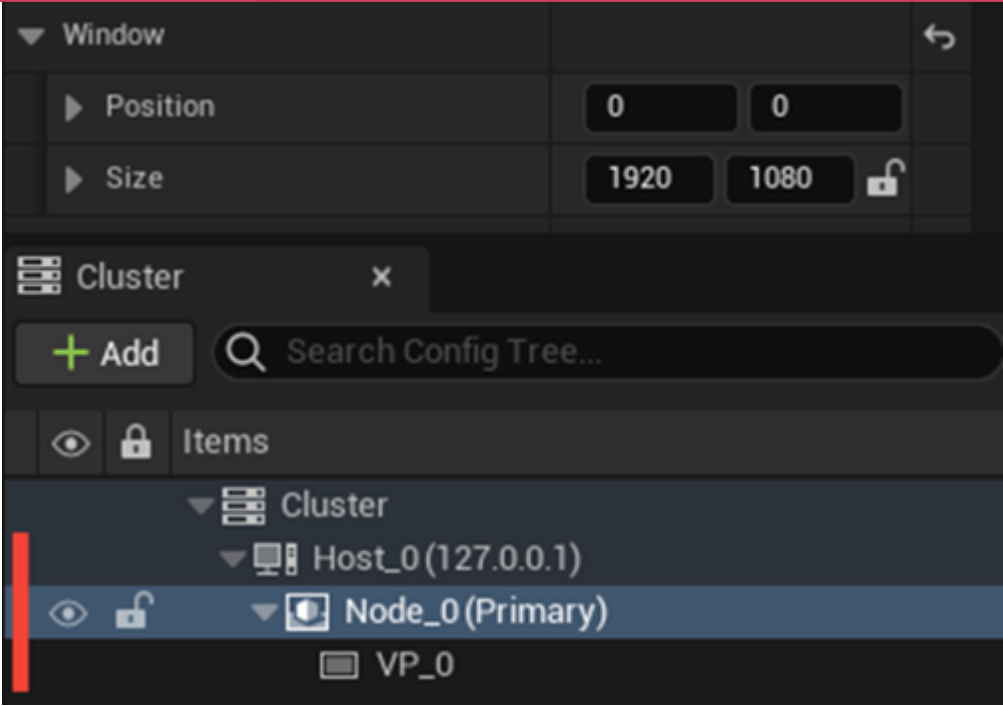 Window
Position 0 0
Size 1920 1080
Cluster
Add Search Config Tree...
Items
Cluster
Host_0 (127.0.0.1)
Node_0 (Primary)
VP_0